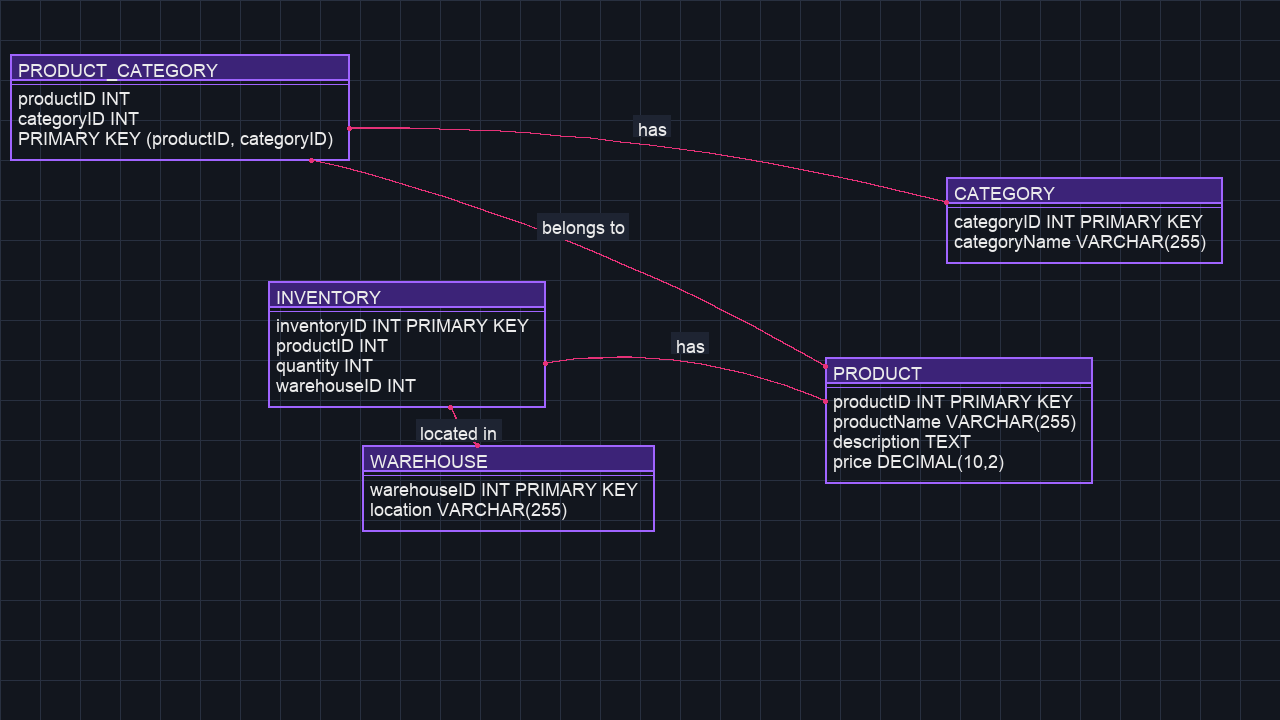 PRODUCT_CATEGORY
productID INT
categoryID INT
PRIMARY KEY (productID, categoryID)
has
CATEGORY
categoryID INT PRIMARY KEY
categoryName VARCHAR(255)
belongs to
INVENTORY
inventoryID INT PRIMARY KEY
productID INT
quantity INT
warehouseID INT
has
PRODUCT
productID INT PRIMARY KEY
productName VARCHAR(255)
description TEXT
price DECIMAL(10,2)
located in
WAREHOUSE
warehouseID INT PRIMARY KEY
location VARCHAR(255)